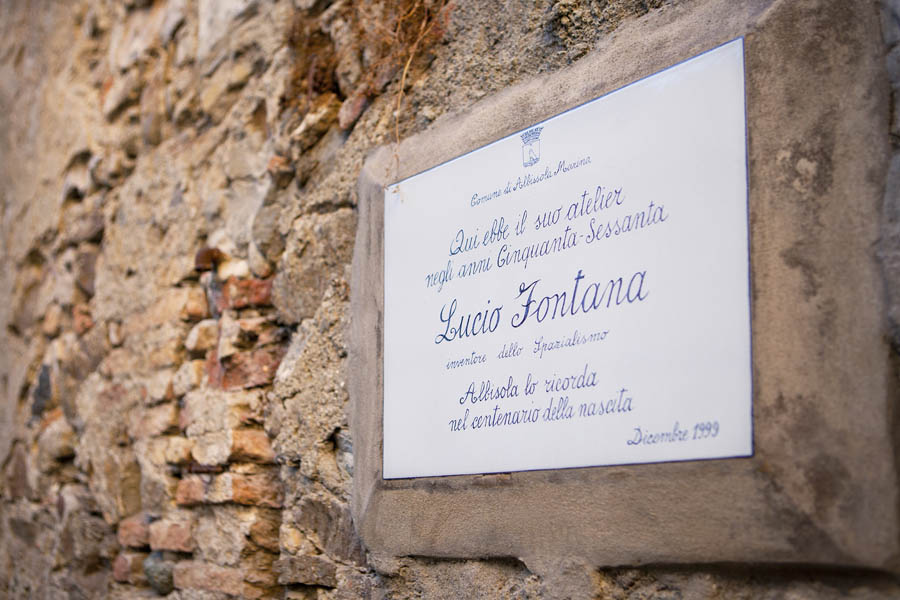 Comune di Albissola Marina
Qui ebbe il suo atelier
negli anni Cinquanta-Sessanta
Lucio Fontana
inventore dello Spazialismo
Albisola lo ricorda
nel centenario della nascita
Dicembre 1999